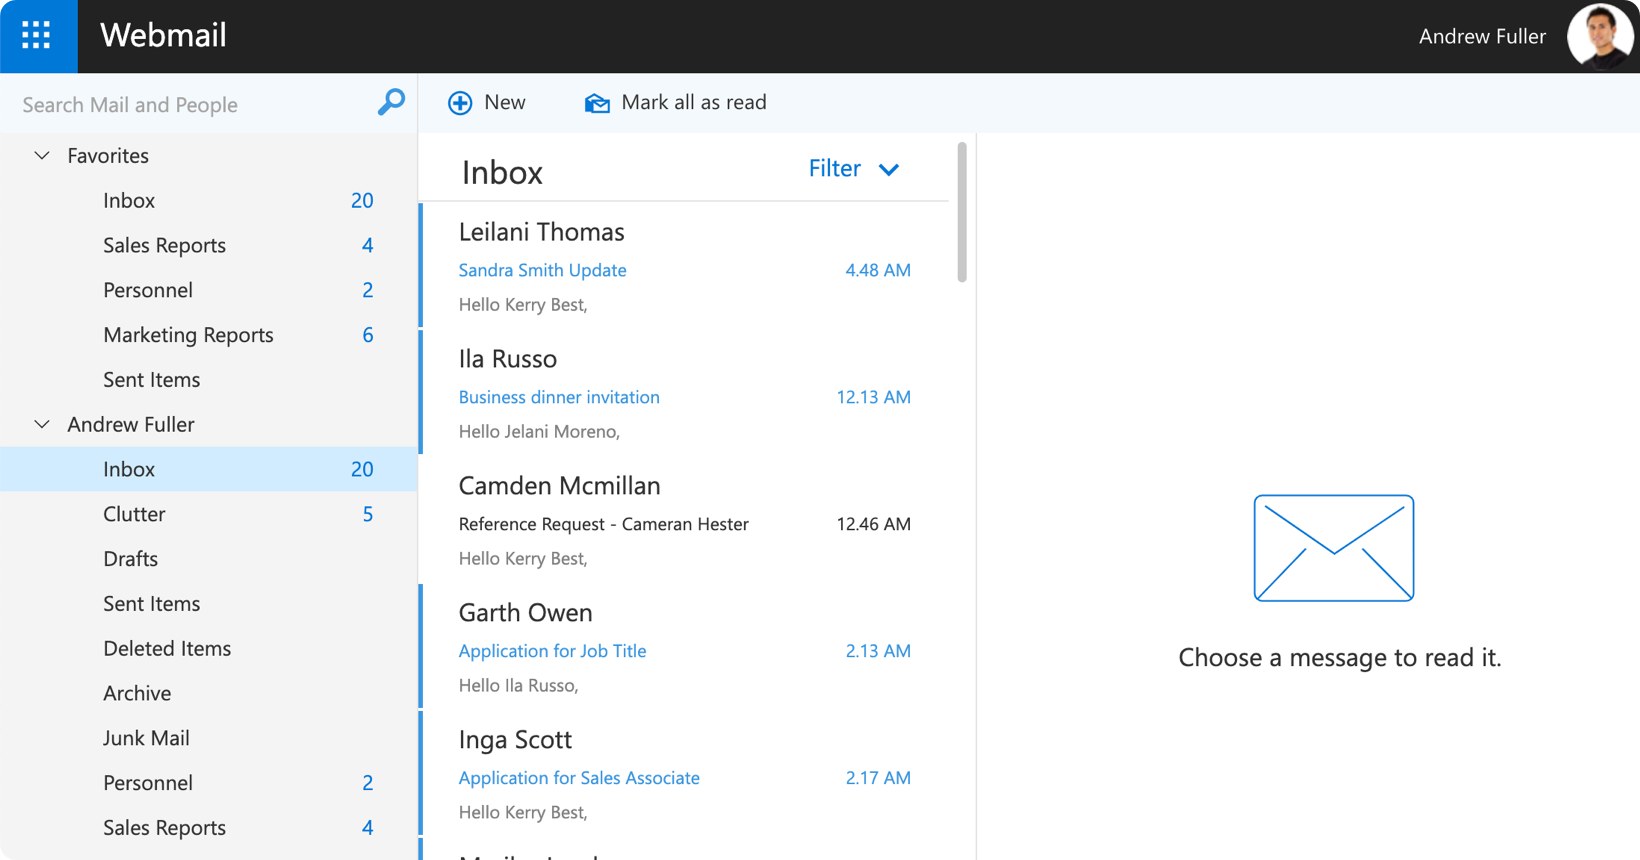 Webmail
Andrew Fuller
Search Mail and People
New
Mark all as read
Favorites
Inbox 20
Sales Reports 4
Personnel 2
Marketing Reports 6
Sent Items
Andrew Fuller
Inbox 20
Clutter 5
Drafts
Sent Items
Deleted Items
Archive
Junk Mail
Personnel 2
Sales Reports 4
Inbox
Filter
Leilani Thomas
Sandra Smith Update 4.48 AM
Hello Kerry Best,
Ila Russo
Business dinner invitation 12.13 AM
Hello Jelani Moreno,
Camden Mcmillan
Reference Request - Cameran Hester 12.46 AM
Hello Kerry Best,
Garth Owen
Application for Job Title 2.13 AM
Hello Ila Russo,
Inga Scott
Application for Sales Associate 2.17 AM
Hello Kerry Best,
Choose a message to read it.